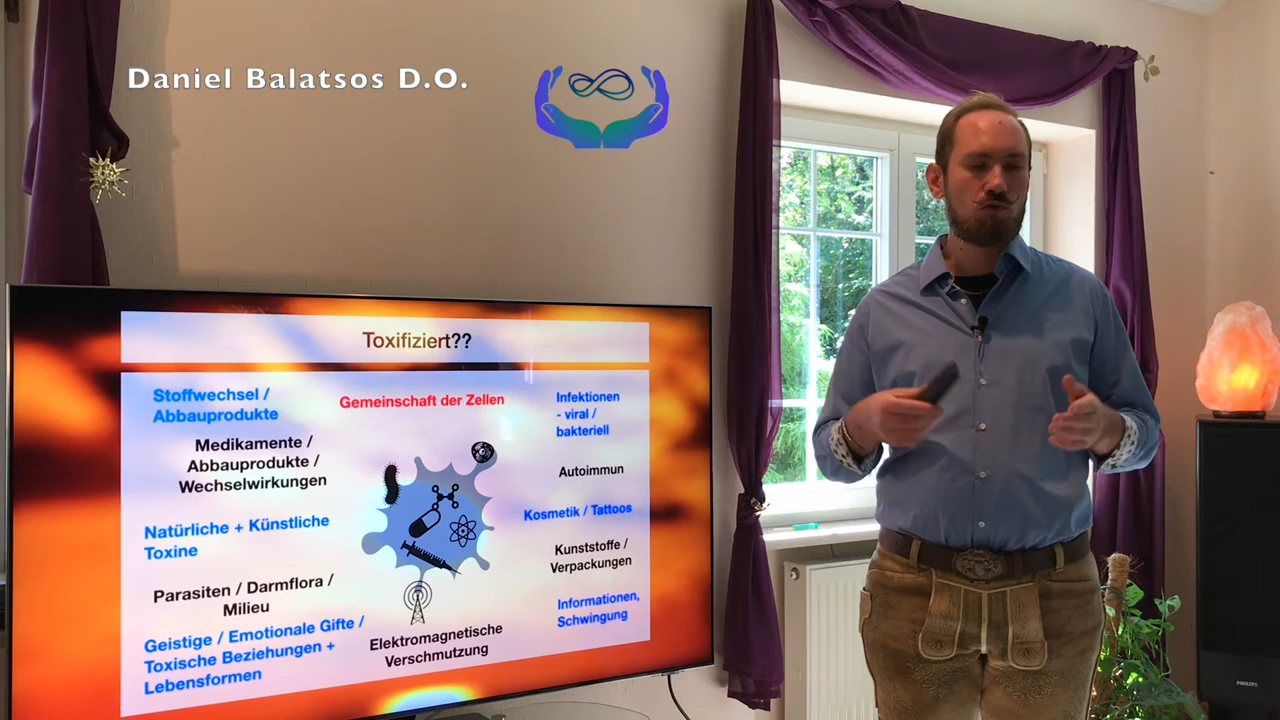 Daniel Balatsos D.O.
Toxifiziert??
Stoffwechsel /
Abbauprodukte
Medikamente /
Abbauprodukte /
Wechselwirkungen
Natürliche + Künstliche
Toxine
Parasiten / Darmflora /
Milieu
Geistige / Emotionale Gifte /
Toxische Beziehungen +
Lebensformen
Gemeinschaft der Zellen
Elektromagnetische
Verschmutzung
Infektionen
- viral /
bakteriell
Autoimmun
Kosmetik / Tattoos
Kunststoffe /
Verpackungen
Informationen,
Schwingung
PHILIPS